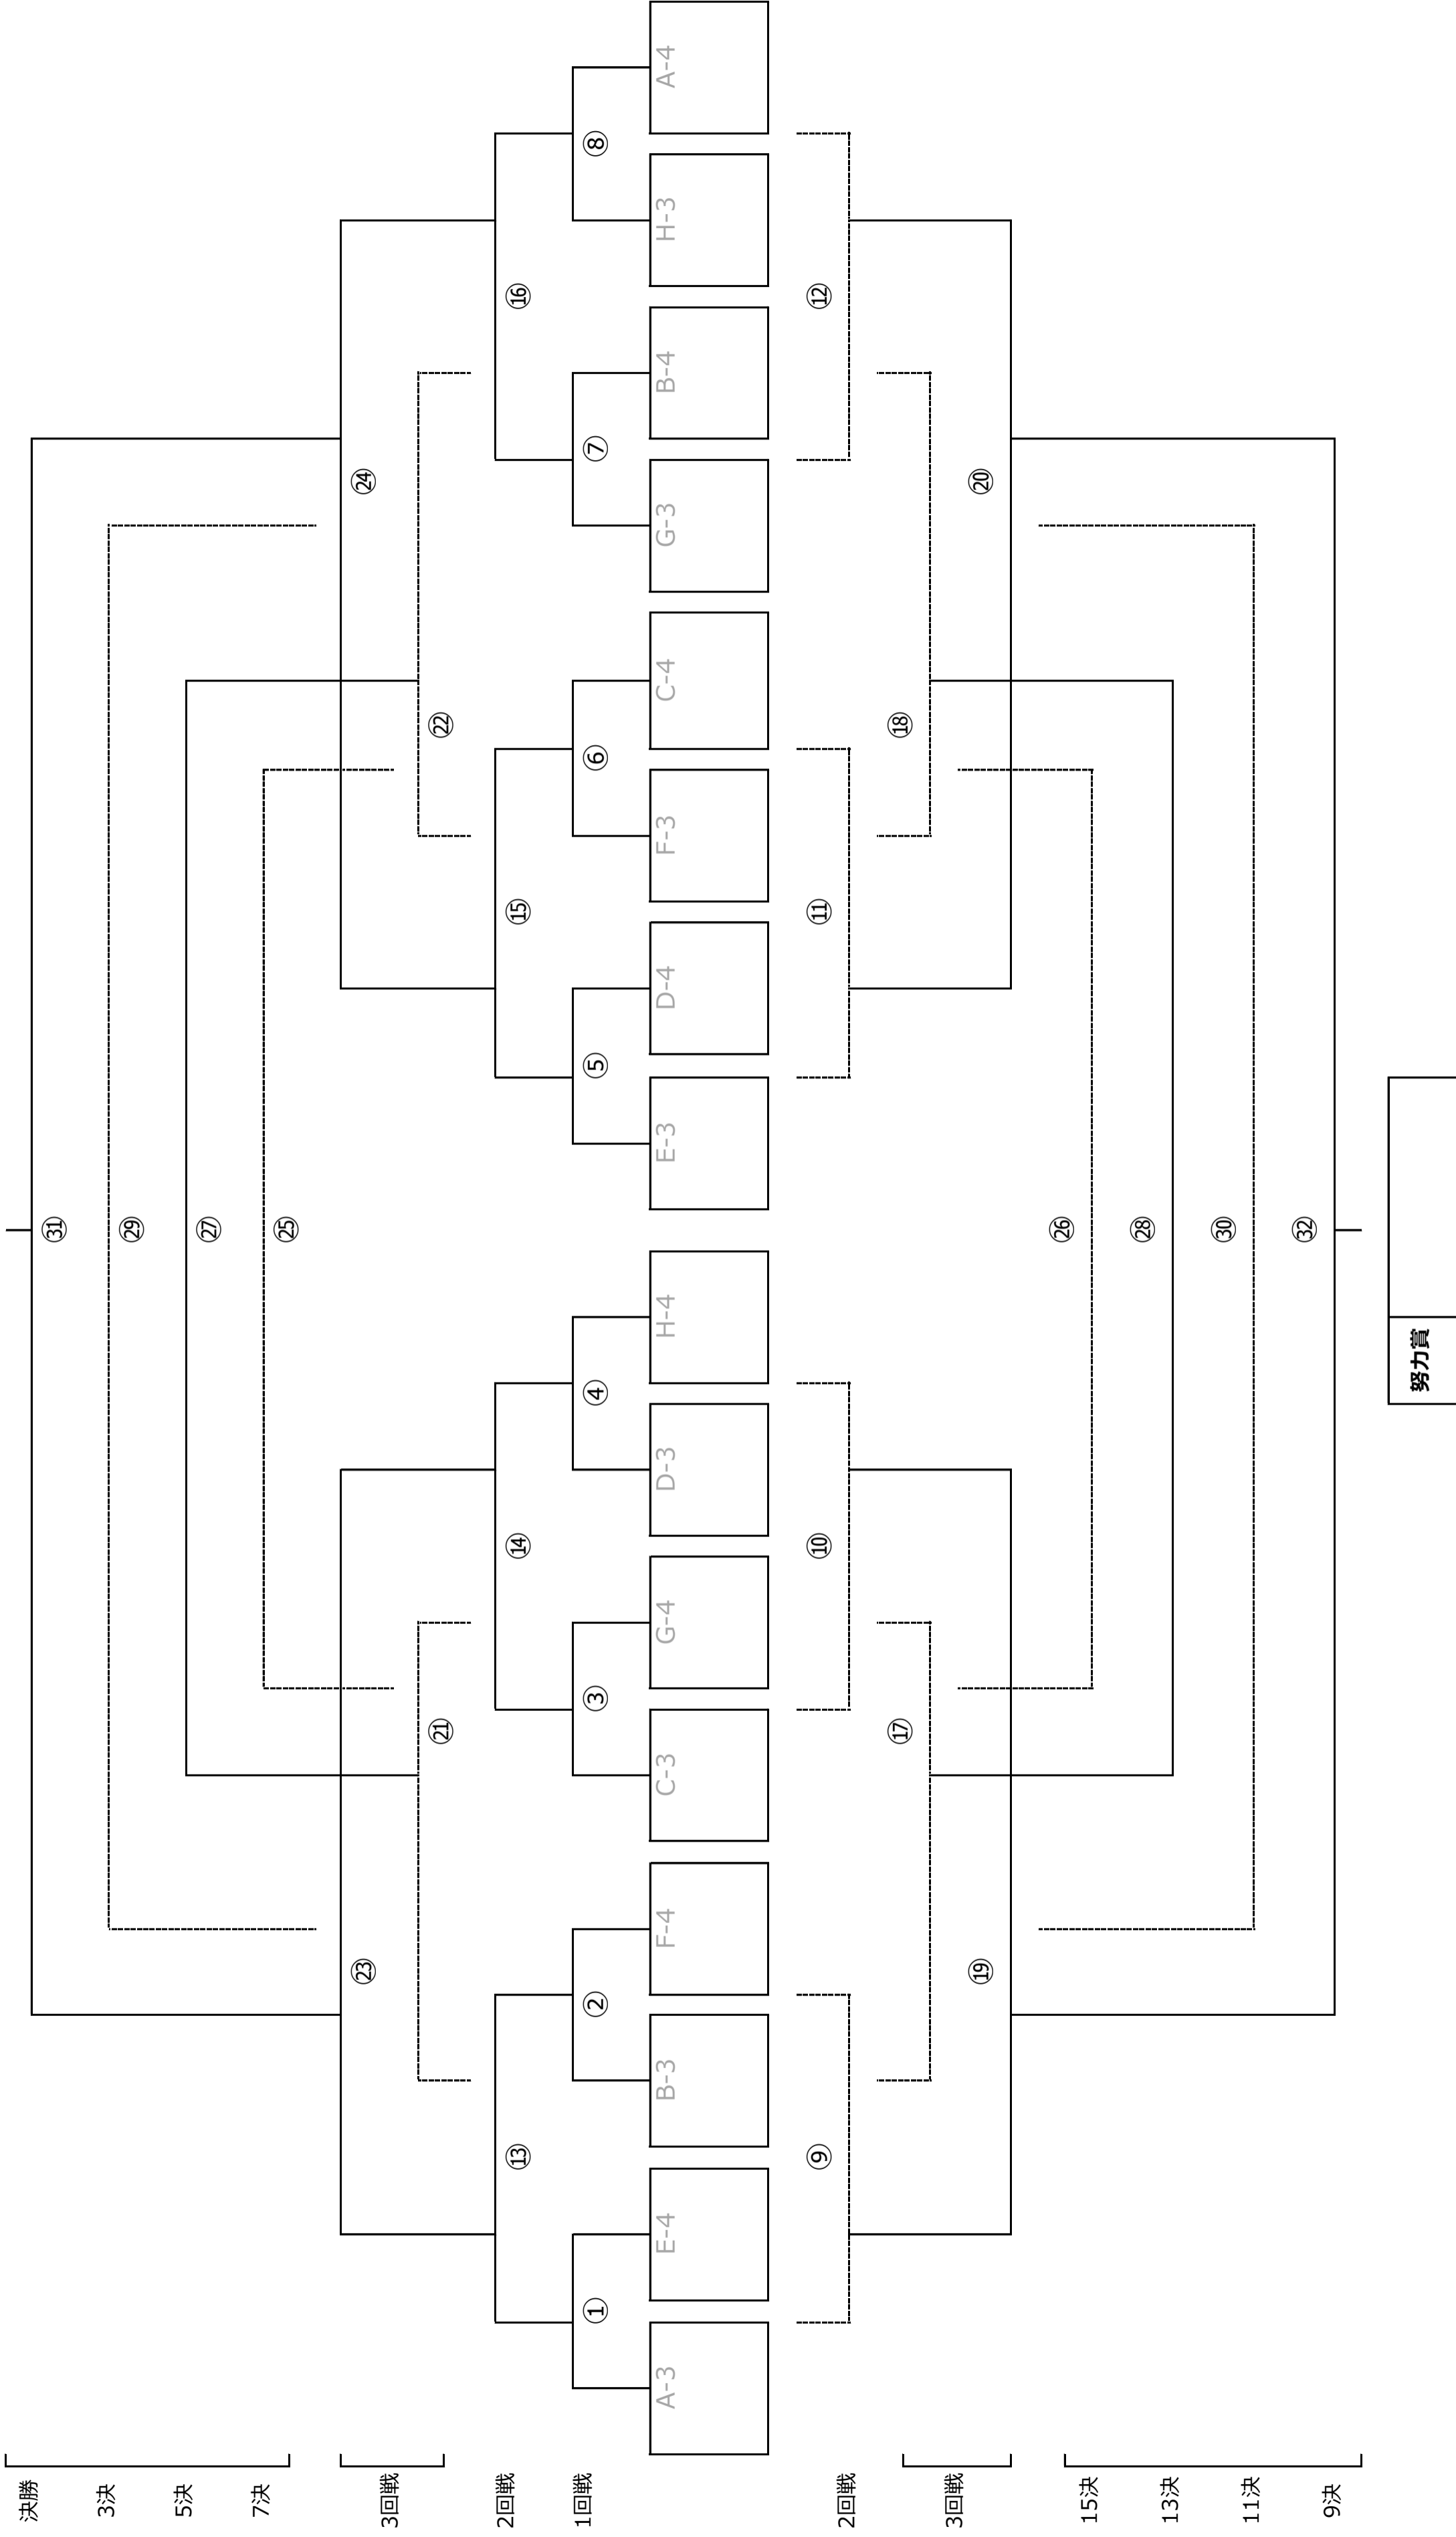 決勝
3決
5決
7決
3回戦
2回戦
1回戦
2回戦
3回戦
15決
13決
11決
9決
㉛
㉙
㉗
㉕
㉓
㉔
㉑
㉒
⑬
⑭
⑮
⑯
①
②
③
④
⑤
⑥
⑦
⑧
A-3
E-4
B-3
F-4
C-3
G-4
D-3
H-4
E-3
D-4
F-3
C-4
G-3
B-4
H-3
A-4
⑨
⑩
⑪
⑫
⑰
⑱
⑲
⑳
㉖
㉘
㉚
㉜
努力賞